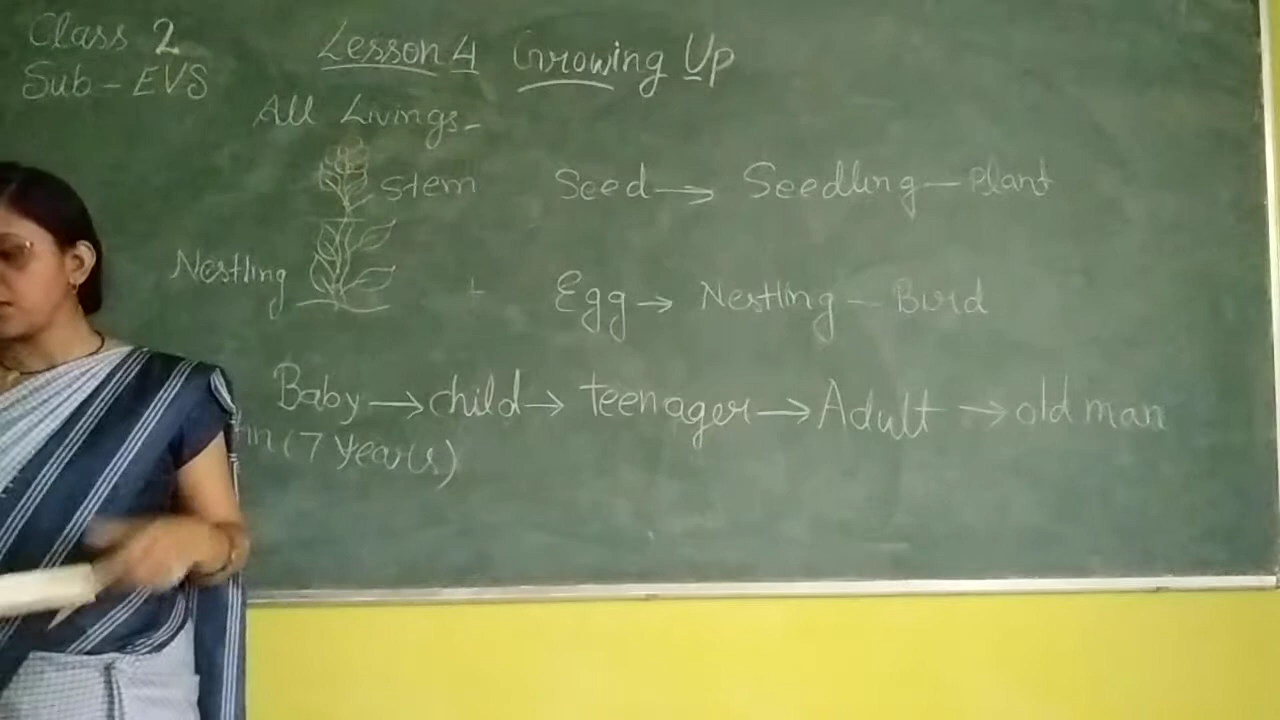 Class 2
Sub - EVS
Lesson 4 Growing Up
All Livings -
Stem
Seed → Seedling — Plant
Nestling
Egg → Nestling — Bird
Baby → child → teenager → Adult → old man
in (7 years)